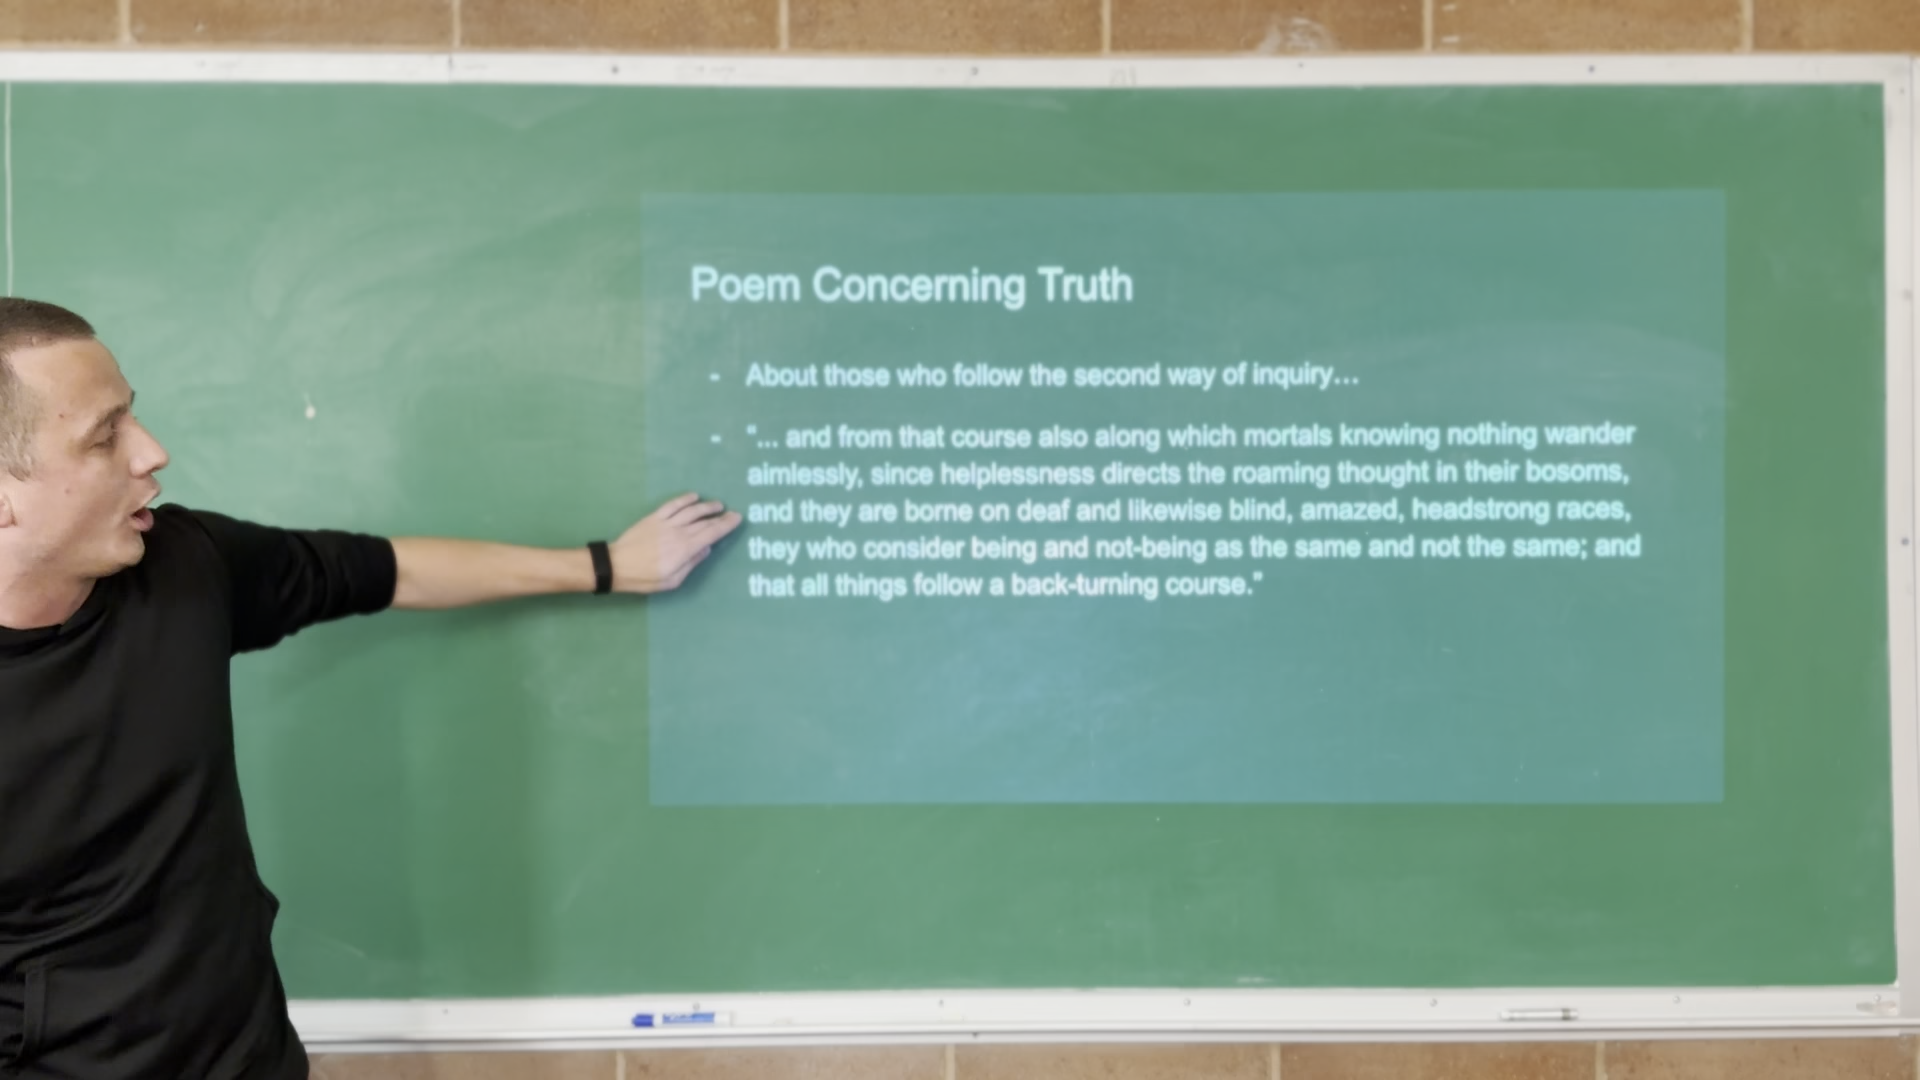 Poem Concerning Truth
- About those who follow the second way of inquiry...
- "... and from that course also along which mortals knowing nothing wander
aimlessly, since helplessness directs the roaming thought in their bosoms,
and they are borne on deaf and likewise blind, amazed, headstrong races,
they who consider being and not-being as the same and not the same; and
that all things follow a back-turning course."